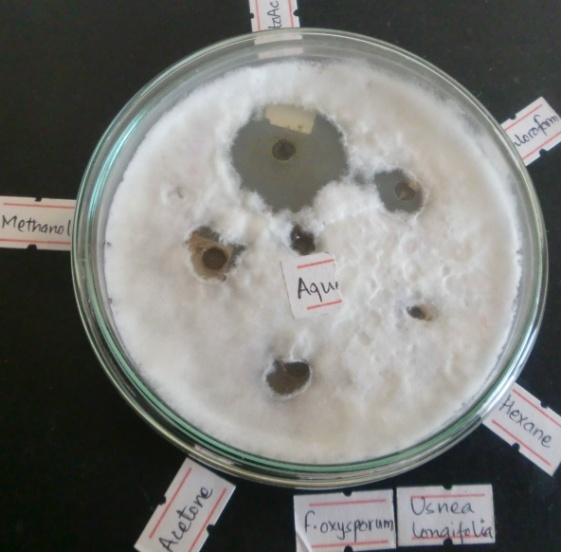 Methanol
Aqu
Hexane
Acetone
f.oxysporum
Usnea
longifolia